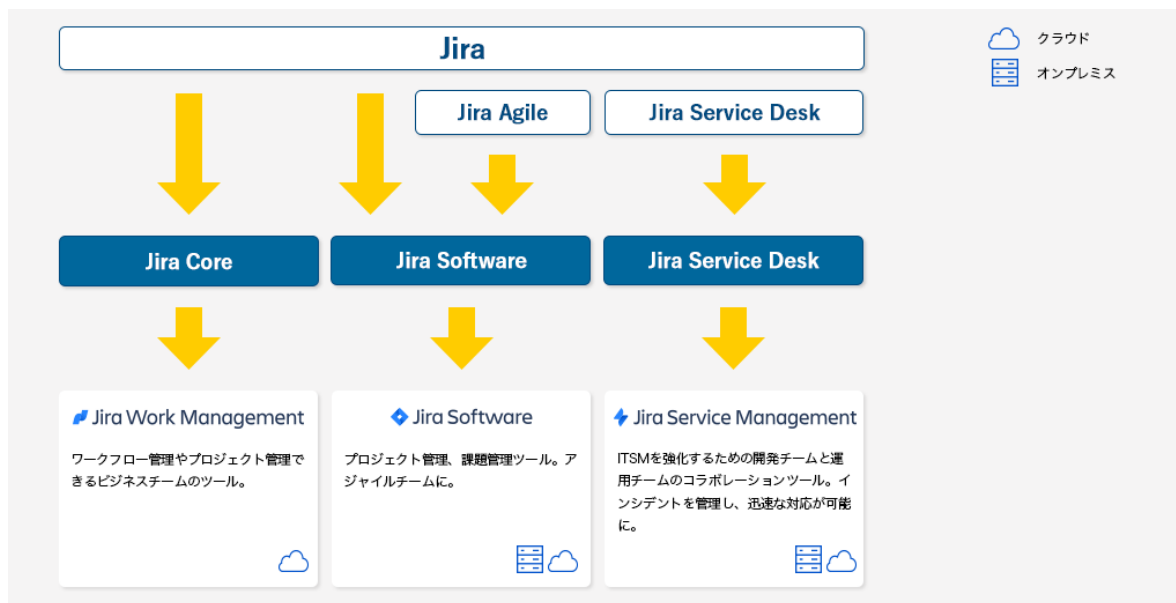 Jira
クラウド
オンプレミス
Jira Agile
Jira Service Desk
Jira Core
Jira Software
Jira Service Desk
Jira Work Management
ワークフロー管理やプロジェクト管理で
きるビジネスチームのツール。
Jira Software
プロジェクト管理、課題管理ツール。ア
ジャイルチームに。
Jira Service Management
ITSMを強化するための開発チームと運
用チームのコラボレーションツール。イ
ンシデントを管理し、迅速な対応が可能
に。